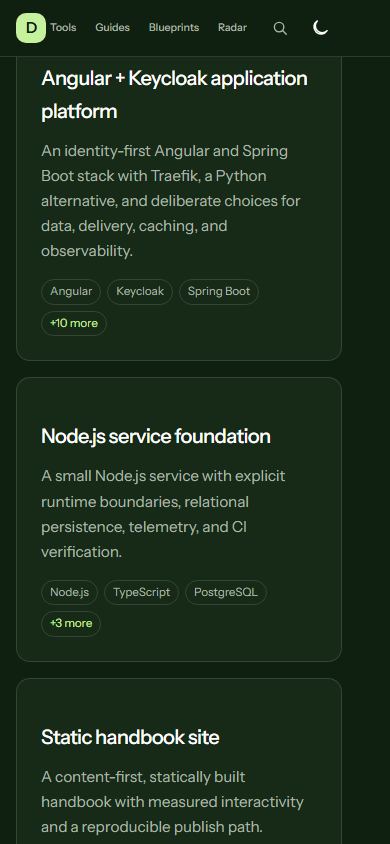 D Tools Guides Blueprints Radar
Angular + Keycloak application
platform
An identity-first Angular and Spring
Boot stack with Traefik, a Python
alternative, and deliberate choices for
data, delivery, caching, and
observability.
Angular Keycloak Spring Boot
+10 more
Node.js service foundation
A small Node.js service with explicit
runtime boundaries, relational
persistence, telemetry, and CI
verification.
Node.js TypeScript PostgreSQL
+3 more
Static handbook site
A content-first, statically built
handbook with measured interactivity
and a reproducible publish path.